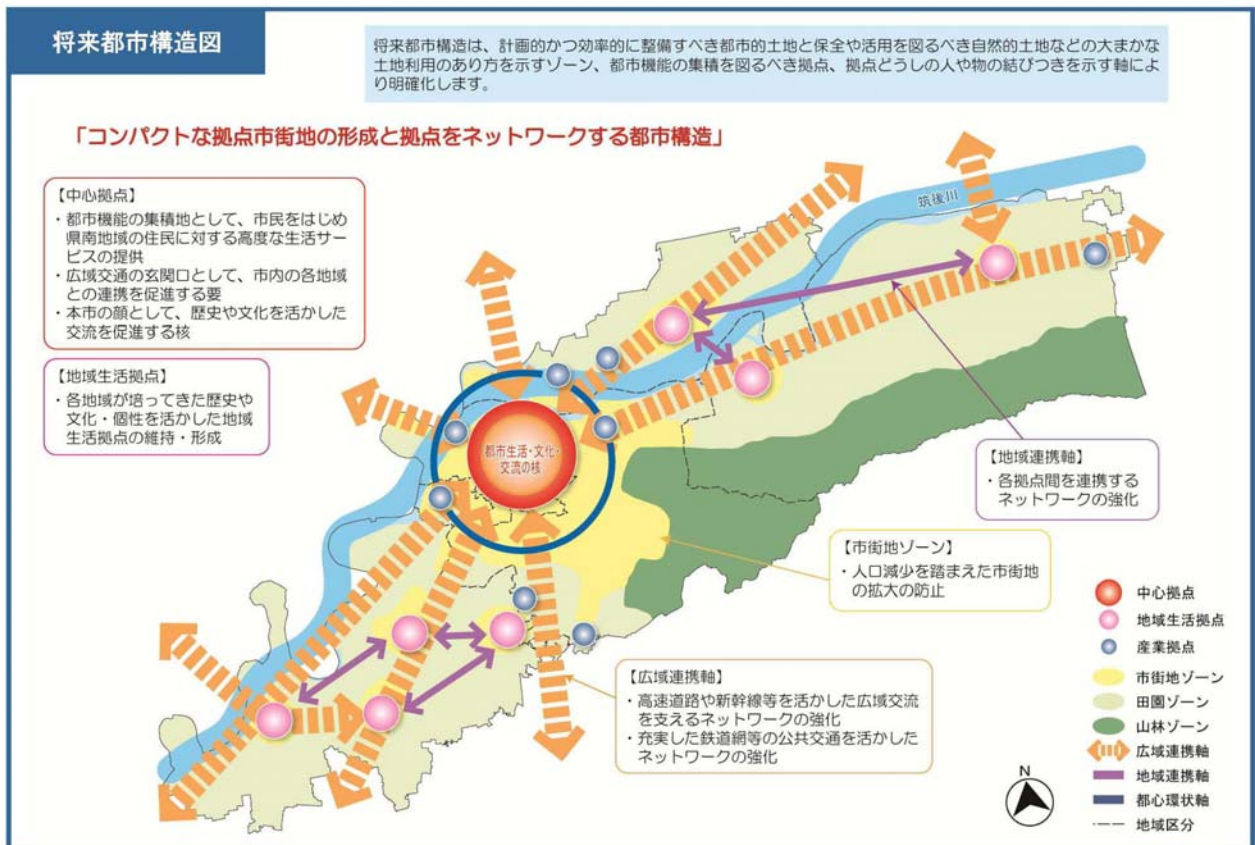 将来都市構造図
将来都市構造は、計画的かつ効率的に整備すべき都市的土地と保全や活用を図るべき自然的土地などの大まかな
土地利用のあり方を示すゾーン、都市機能の集積を図るべき拠点、拠点どうしの人や物の結びつきを示す軸によ
り明確化します。
「コンパクトな拠点市街地の形成と拠点をネットワークする都市構造」
【中心拠点】
・都市機能の集積地として、市民をはじめ
県南地域の住民に対する高度な生活サー
ビスの提供
・広域交通の玄関口として、市内の各地域
との連携を促進する要
・本市の顔として、歴史や文化を活かした
交流を促進する核
【地域生活拠点】
・各地域が培ってきた歴史や
文化・個性を活かした地域
生活拠点の維持・形成
筑後川
都市生活・文化・
交流の核
【地域連携軸】
・各拠点間を連携する
ネットワークの強化
【市街地ゾーン】
・人口減少を踏まえた市街地
の拡大の防止
【広域連携軸】
・高速道路や新幹線等を活かした広域交流
を支えるネットワークの強化
・充実した鉄道網等の公共交通を活かした
ネットワークの強化
中心拠点
地域生活拠点
産業拠点
市街地ゾーン
田園ゾーン
山林ゾーン
広域連携軸
地域連携軸
都心環状軸
地域区分
N